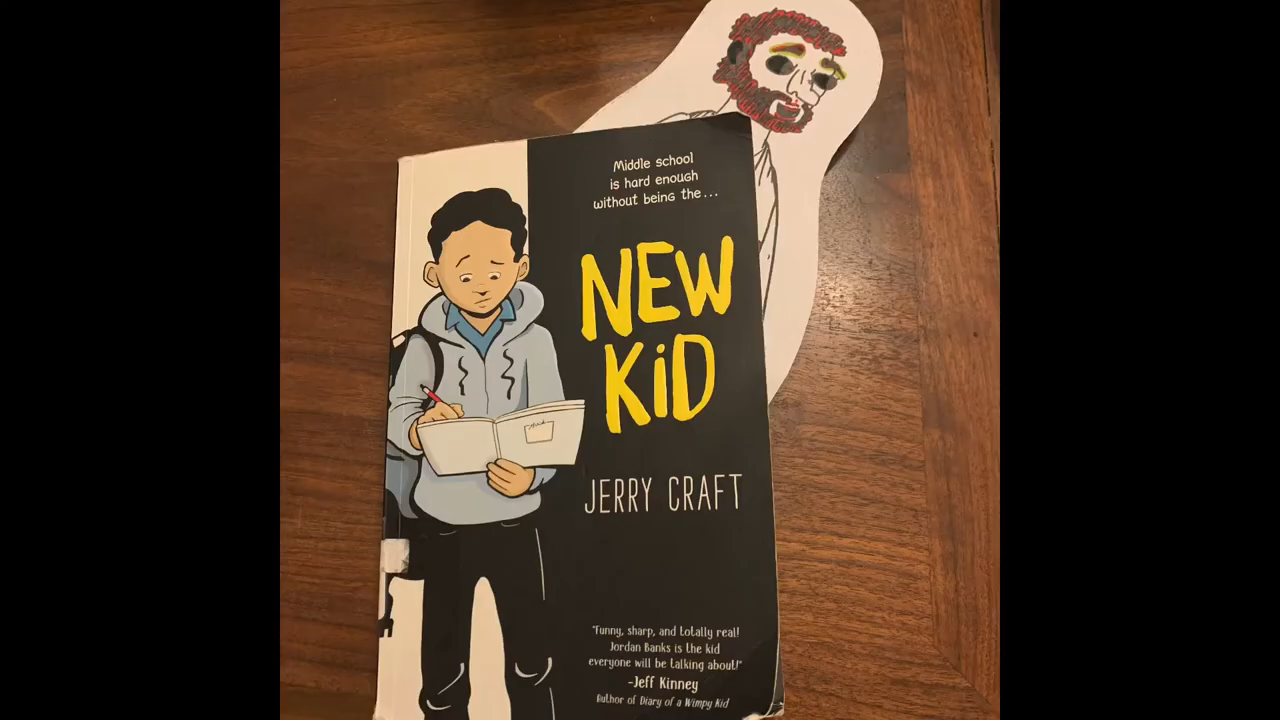 Middle school
is hard enough
without being the...
NEW
KiD
JERRY CRAFT
"Funny, sharp, and totally real!
Jordan Banks is the kid
everyone will be talking about!"
-Jeff Kinney
Author of Diary of a Wimpy Kid